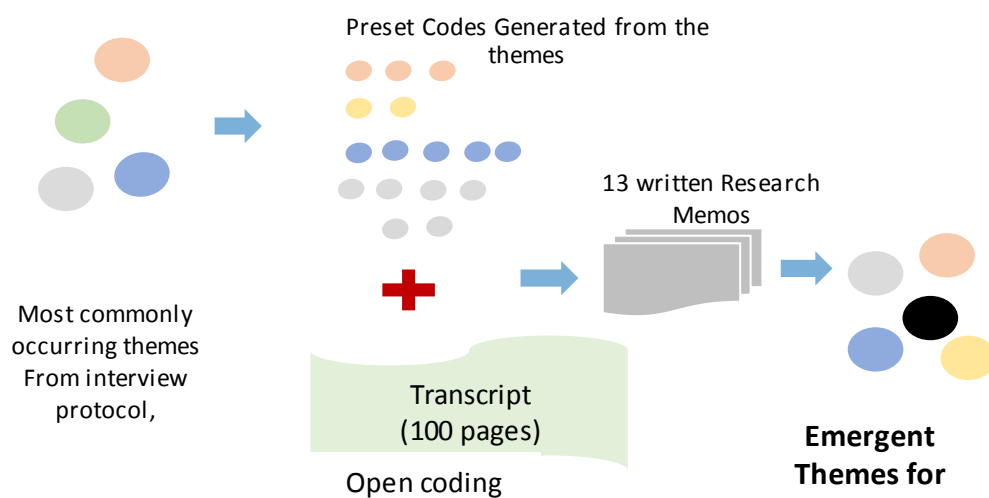 Preset Codes Generated from the
themes
13 written Research
Memos
Most commonly
occurring themes
From interview
protocol,
Transcript
(100 pages)
Open coding
Emergent
Themes for